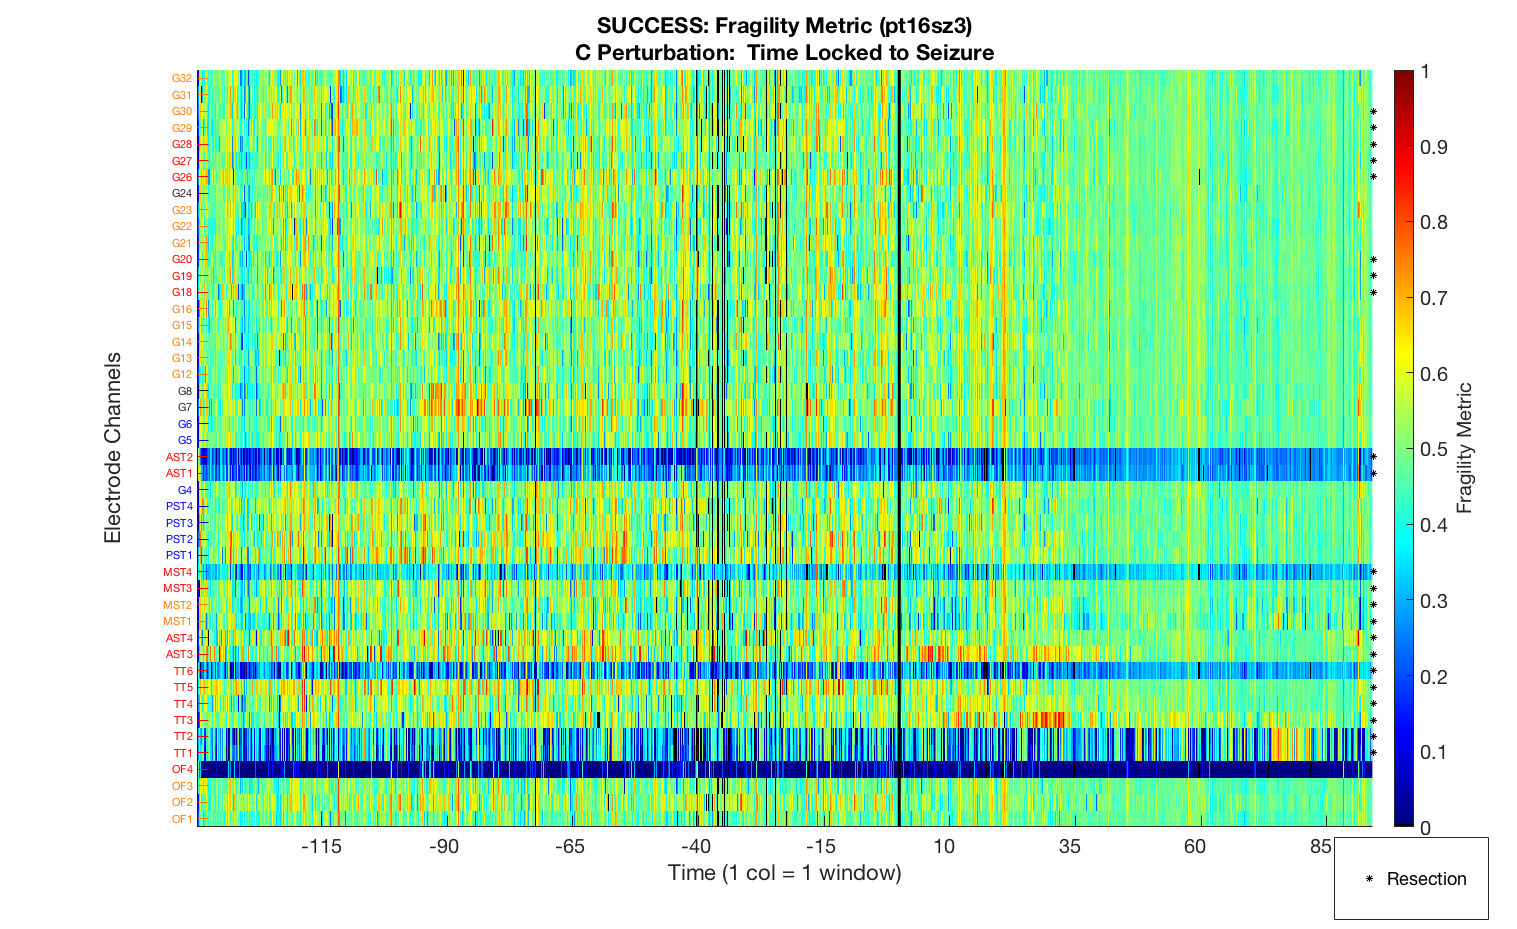 SUCCESS: Fragility Metric (pt16sz3)
C Perturbation:  Time Locked to Seizure
Electrode Channels
G32
G31
G30
G29
G28
G27
G26
G24
G23
G22
G21
G20
G19
G18
G16
G15
G14
G13
G12
G8
G7
G6
G5
AST2
AST1
G4
PST4
PST3
PST2
PST1
MST4
MST3
MST2
MST1
AST4
AST3
TT6
TT5
TT4
TT3
TT2
TT1
OF4
OF3
OF2
OF1
-115
-90
-65
-40
-15
10
35
60
85
Time (1 col = 1 window)
1
0.9
0.8
0.7
0.6
0.5
0.4
0.3
0.2
0.1
0
Fragility Metric
Resection